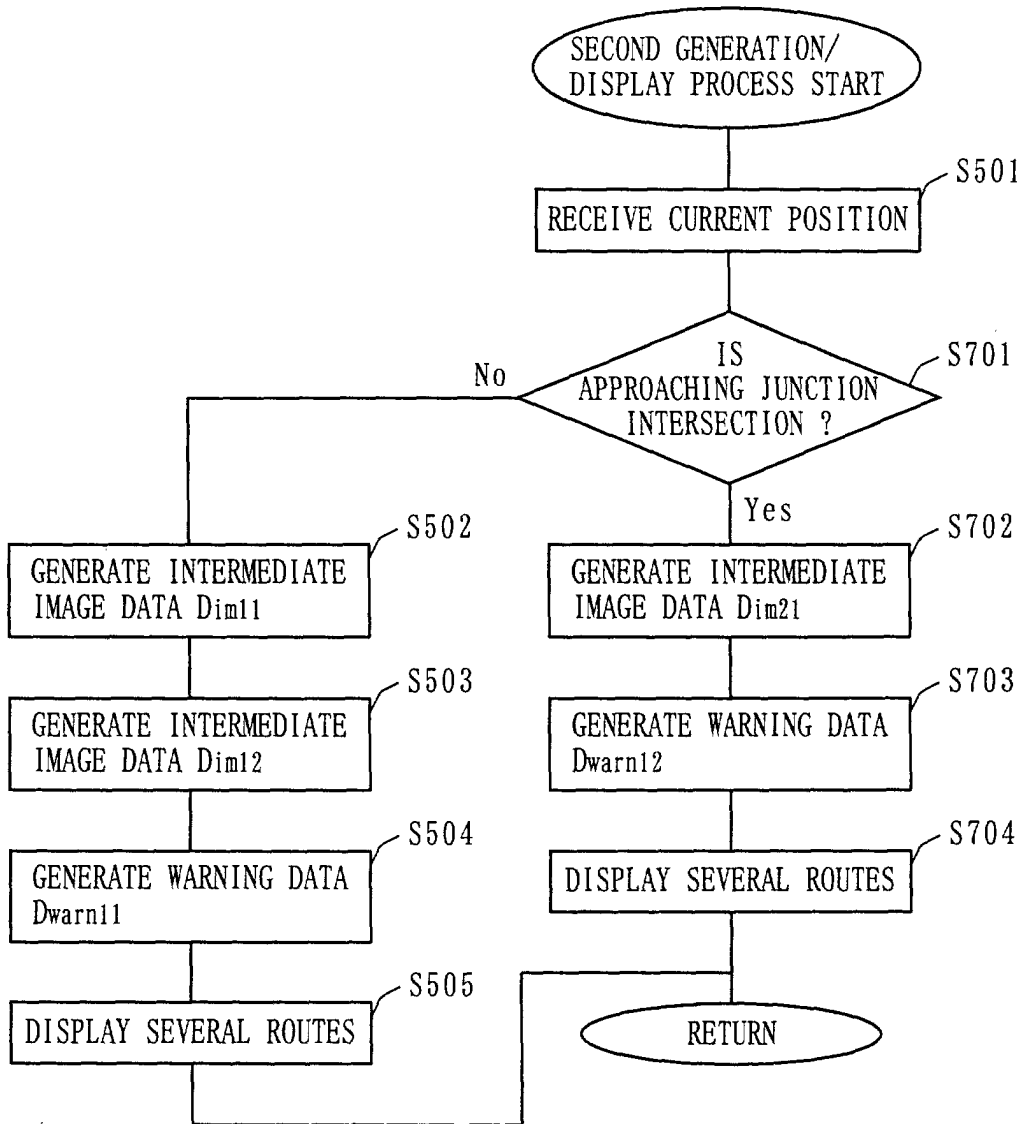 SECOND GENERATION/
DISPLAY PROCESS START
S501
RECEIVE CURRENT POSITION
S701
IS
APPROACHING JUNCTION
INTERSECTION ?
No
Yes
S502
GENERATE INTERMEDIATE
IMAGE DATA Dim11
S503
GENERATE INTERMEDIATE
IMAGE DATA Dim12
S504
GENERATE WARNING DATA
Dwarn11
S505
DISPLAY SEVERAL ROUTES
S702
GENERATE INTERMEDIATE
IMAGE DATA Dim21
S703
GENERATE WARNING DATA
Dwarn12
S704
DISPLAY SEVERAL ROUTES
RETURN